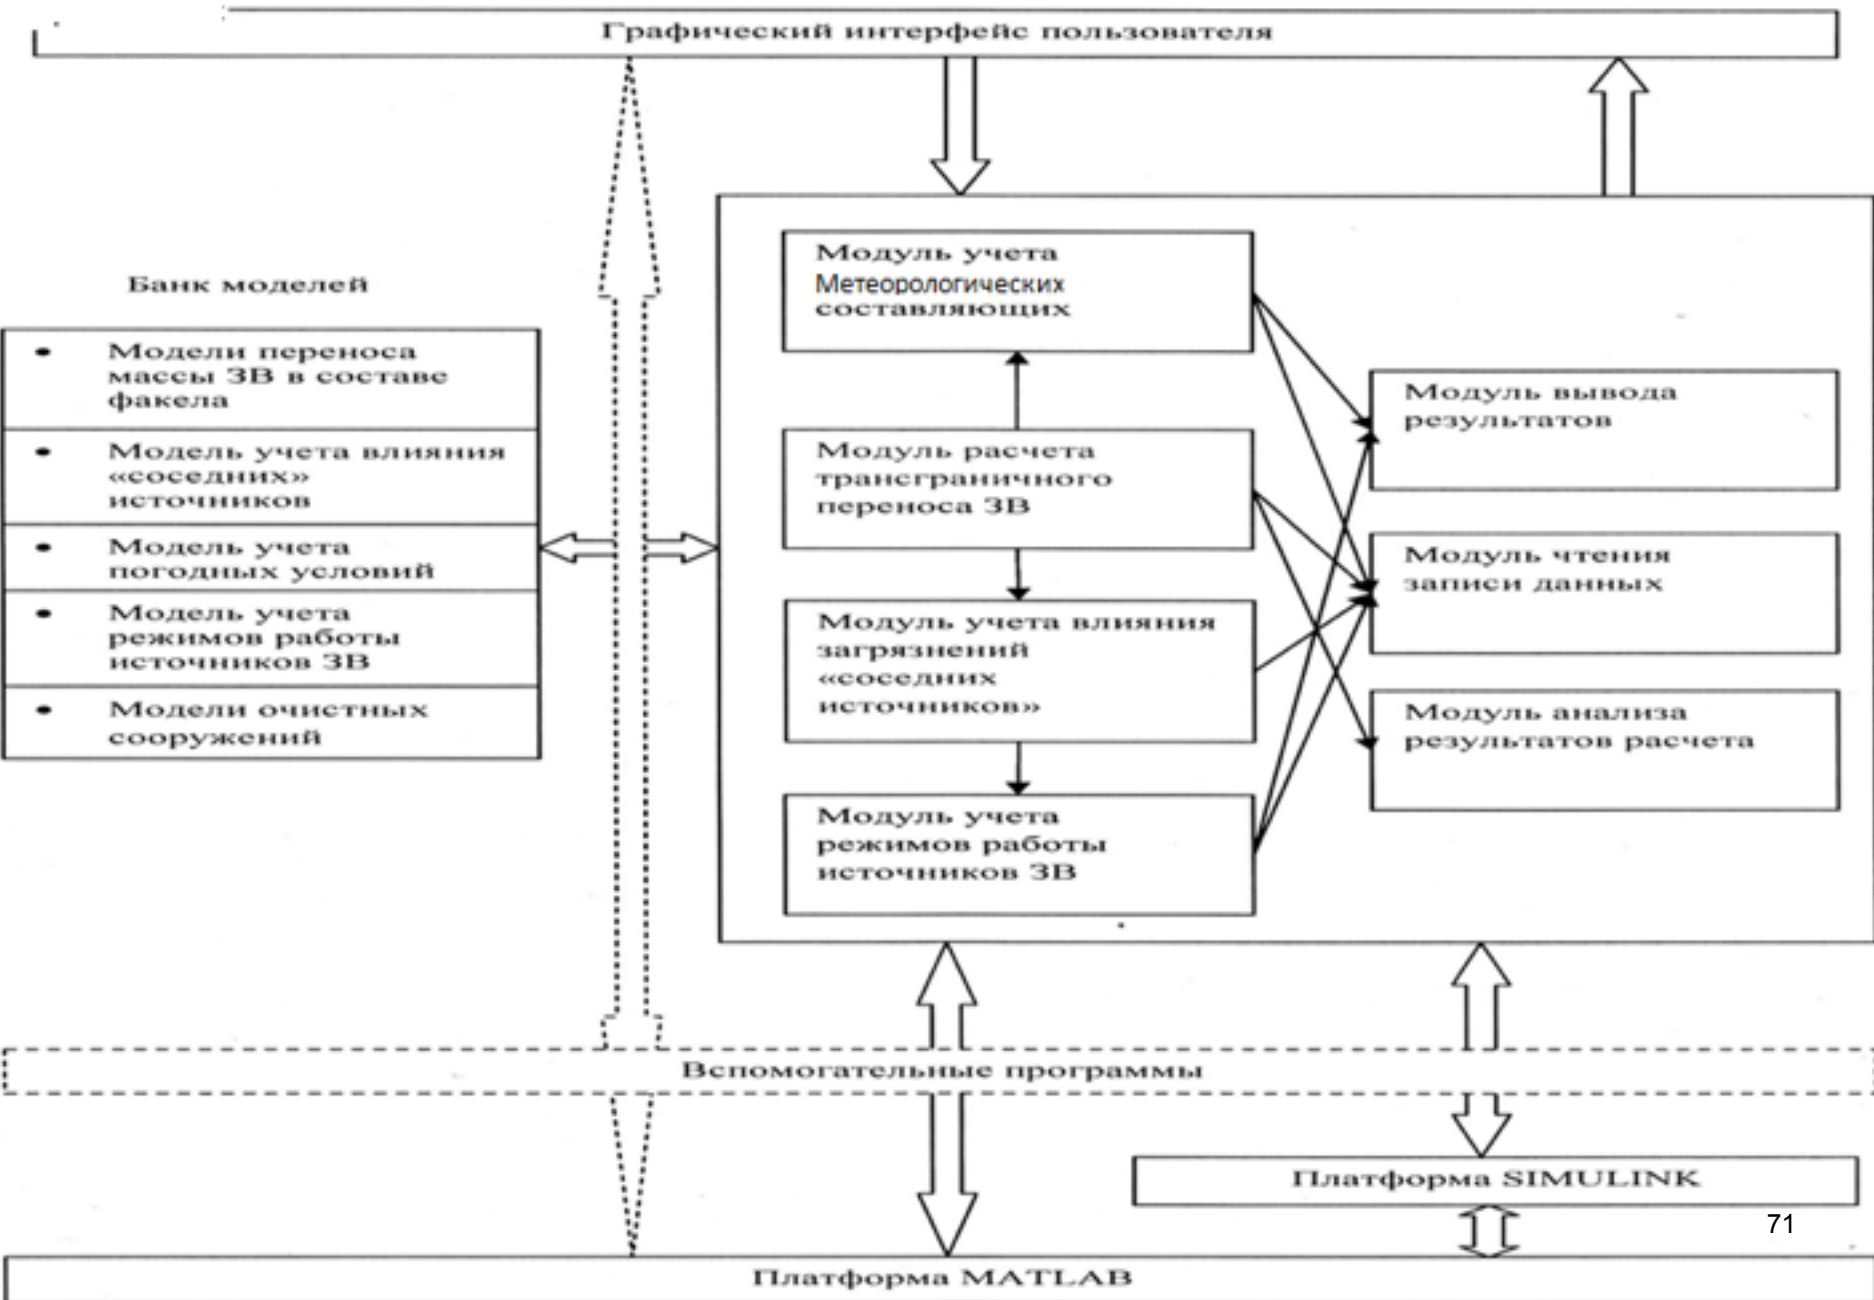 Графический интерфейс пользователя
Банк моделей
• Модели переноса
массы ЗВ в составе
факела
• Модель учета влияния
«соседних»
источников
• Модель учета
погодных условий
• Модель учета
режимов работы
источников ЗВ
• Модели очистных
сооружений
Модуль учета
Метеорологических
составляющих
Модуль расчета
трансграничного
переноса ЗВ
Модуль учета влияния
загрязнений
«соседних
источников»
Модуль учета
режимов работы
источников ЗВ
Модуль вывода
результатов
Модуль чтения
записи данных
Модуль анализа
результатов расчета
Вспомогательные программы
Платформа SIMULINK
71
Платформа MATLAB